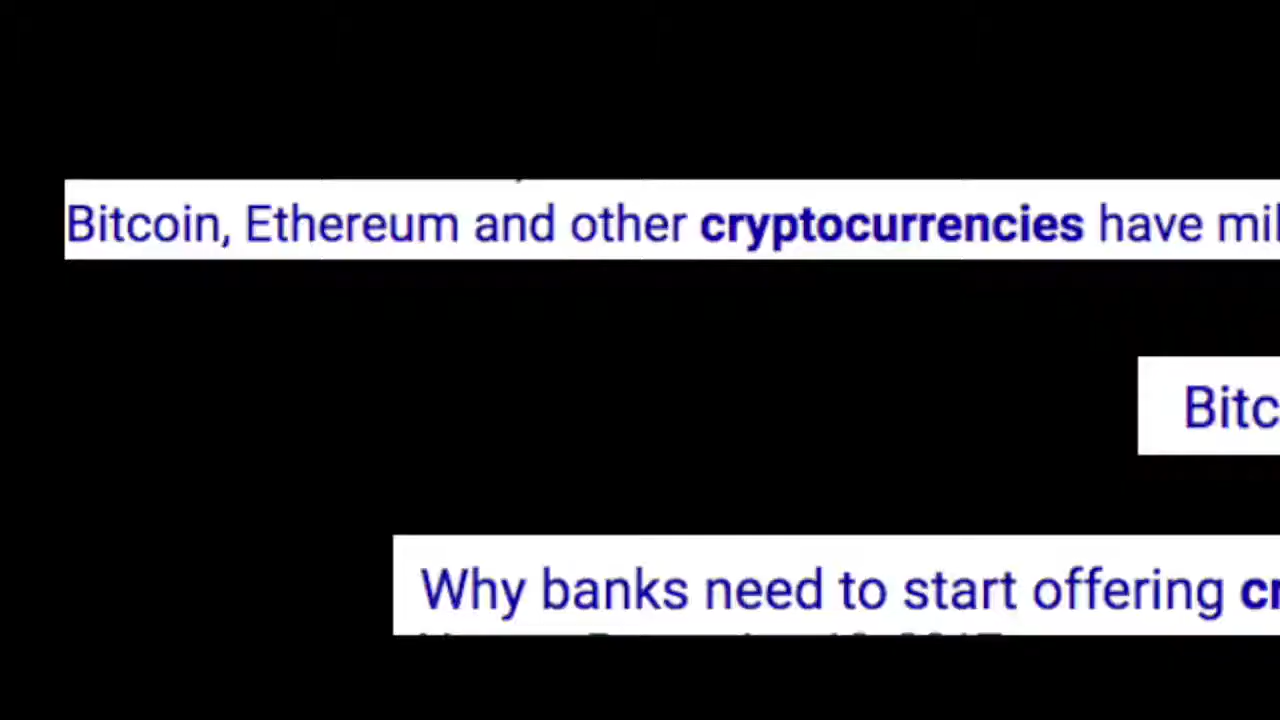 Bitcoin, Ethereum and other cryptocurrencies have mil
Bitc
Why banks need to start offering cr